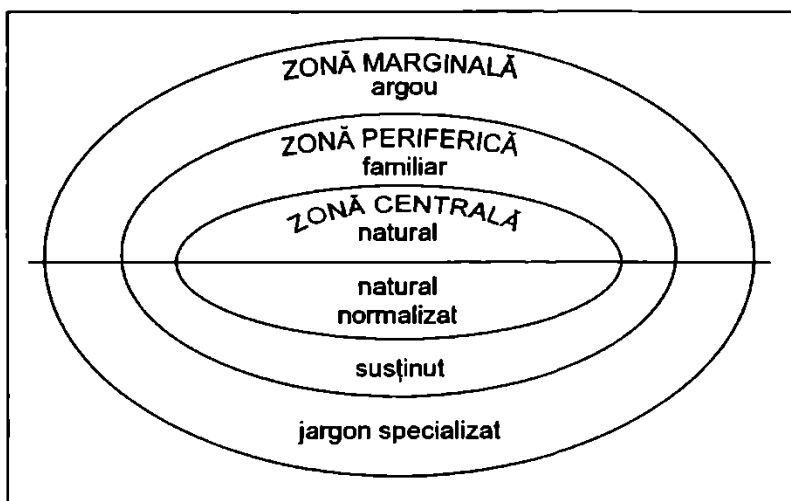 ZONĂ MARGINALĂ
argou
ZONĂ PERIFERICĂ
familiar
ZONĂ CENTRALĂ
natural
natural
normalizat
susținut
jargon specializat